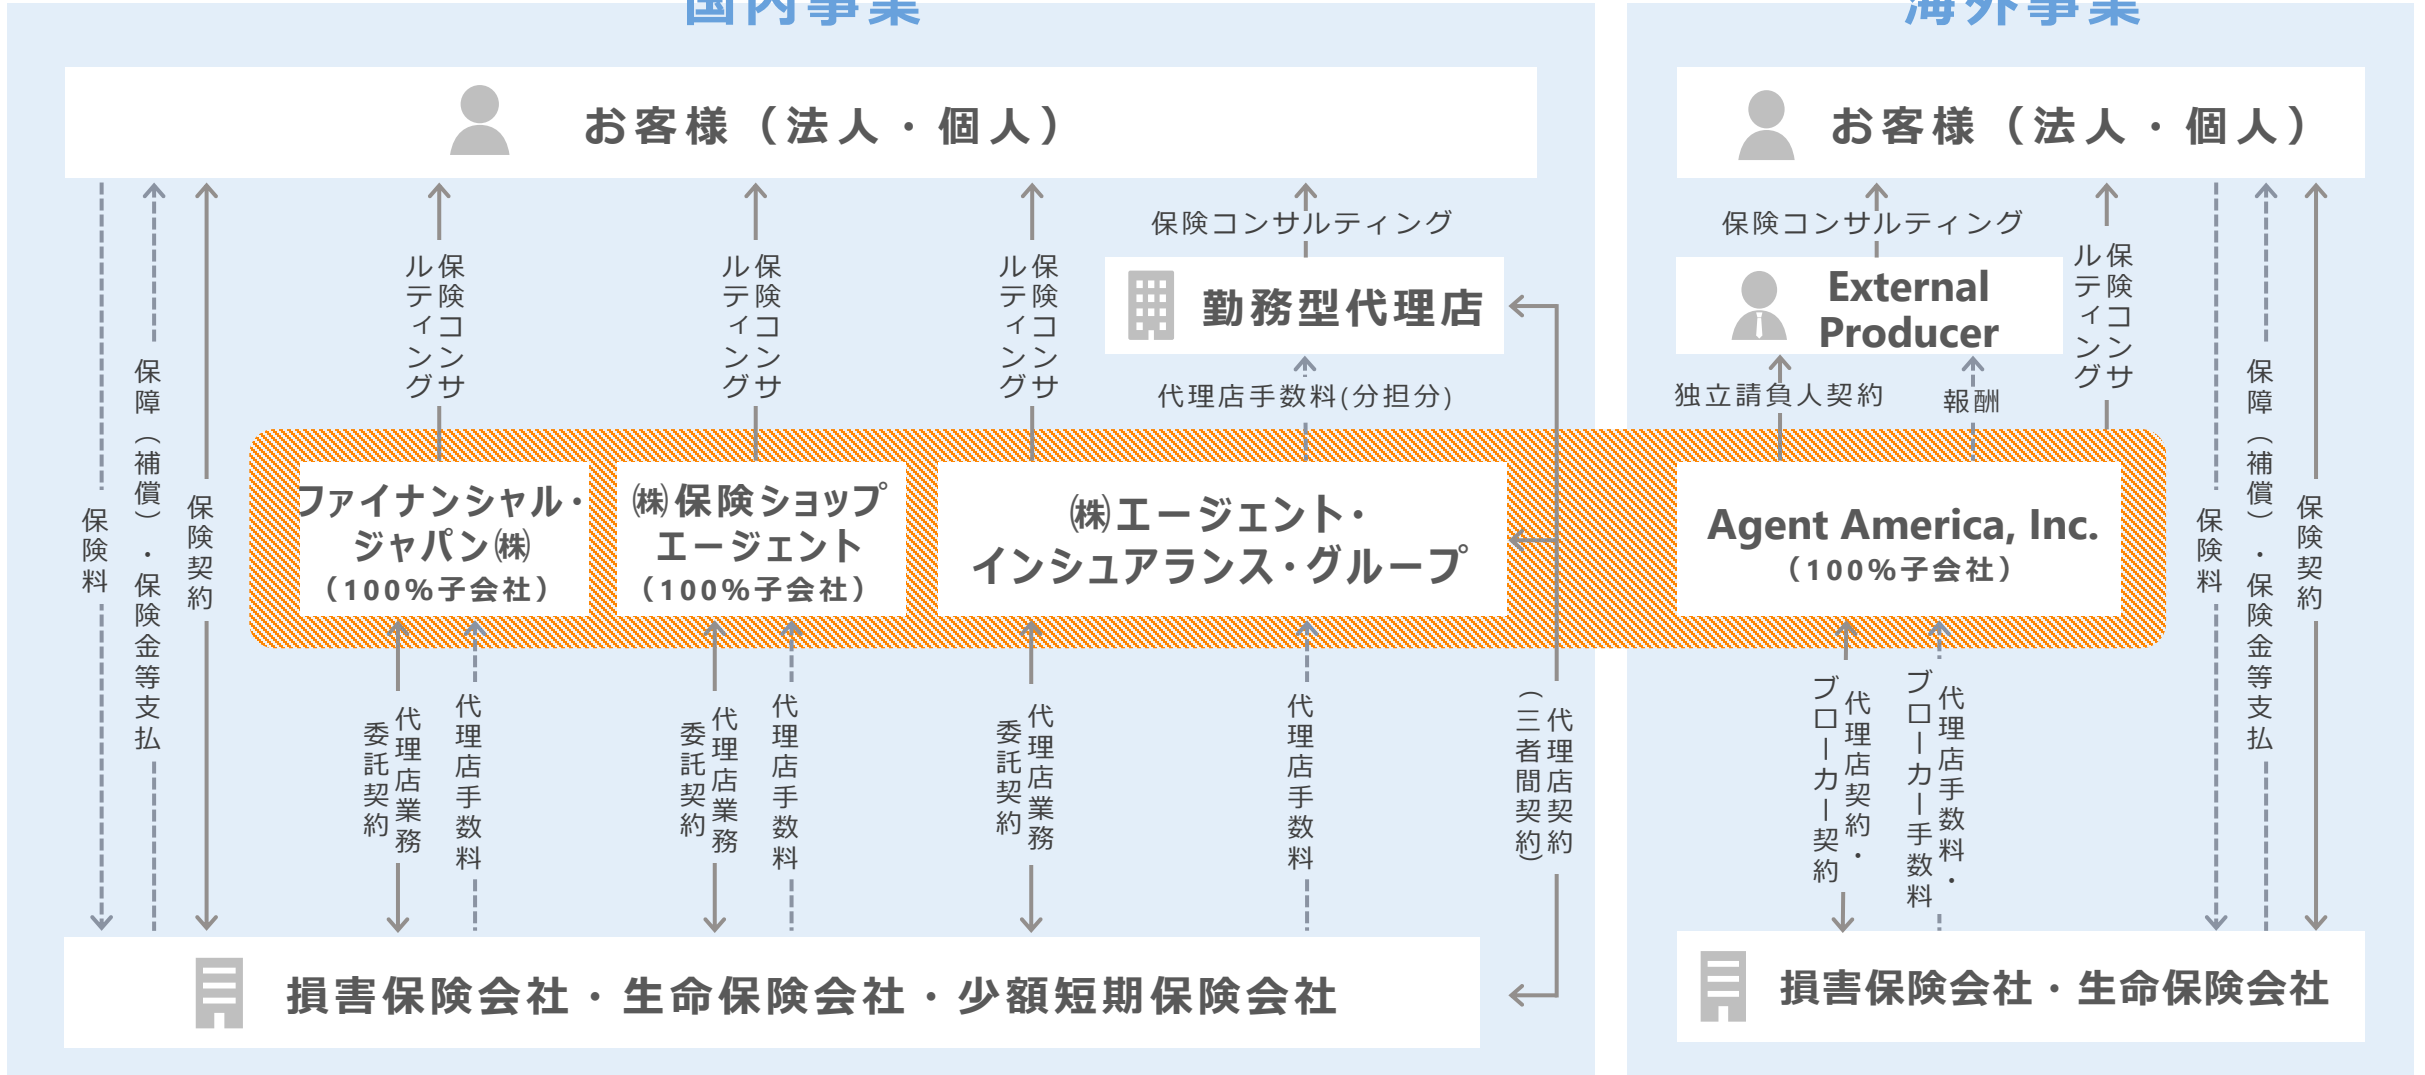 国内事業
海外事業
お客様（法人・個人）
お客様（法人・個人）
保険コンサルティング
保険コンサルティング
保険コンサ
ルティング
保険コンサ
ルティング
保険コンサ
ルティング
勤務型代理店
External
Producer
保険コンサ
ルティング
代理店手数料(分担分)
独立請負人契約
報酬
保険料
保障（補償）・保険金等支払
保険契約
ファイナンシャル・
ジャパン㈱
（100%子会社）
㈱保険ショップ
エージェント
（100%子会社）
㈱エージェント・
インシュアランス・グループ
Agent America, Inc.
（100%子会社）
保険料
保障（補償）・保険金等支払
保険契約
代理店業務
委託契約
代理店手数料
代理店業務
委託契約
代理店手数料
代理店業務
委託契約
代理店手数料
代理店契約
（三者間契約）
代理店契約・
ブローカー契約
代理店手数料・
ブローカー手数料
損害保険会社・生命保険会社・少額短期保険会社
損害保険会社・生命保険会社